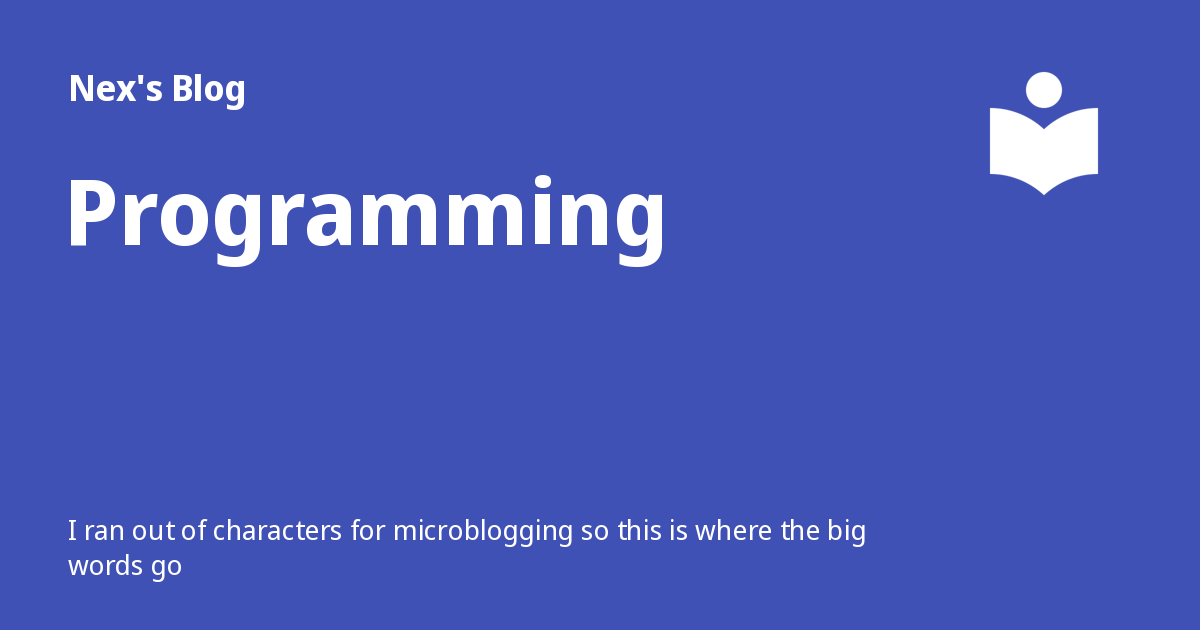 Nex's Blog
Programming
I ran out of characters for microblogging so this is where the big
words go